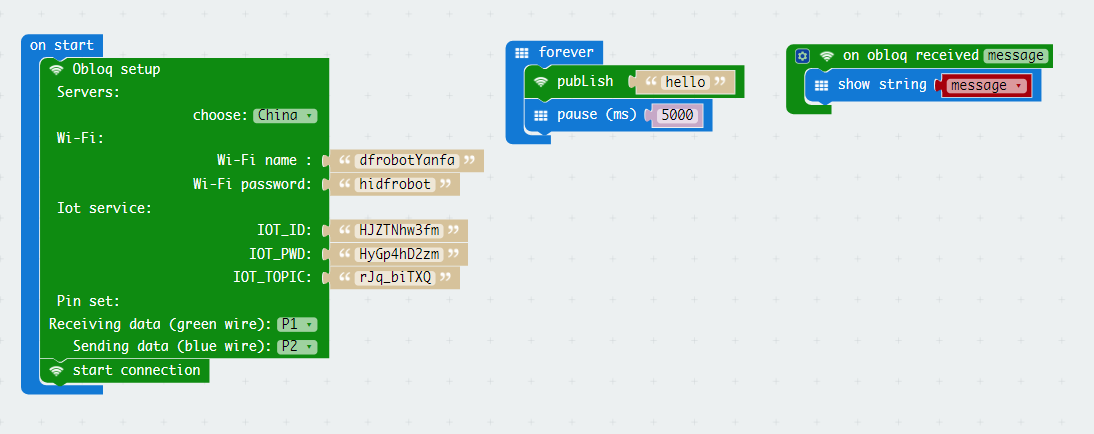 on start
Obloq setup
Servers:
choose: China
Wi-Fi:
Wi-Fi name : “ dfrobotYanfa ”
Wi-Fi password: “ hidfrobot ”
Iot service:
IOT_ID: “ HJZTNhw3fm ”
IOT_PWD: “ HyGp4hD2zm ”
IOT_TOPIC: “ rJq_biTXQ ”
Pin set:
Receiving data (green wire): P1
Sending data (blue wire): P2
start connection
forever
pubLish “ hello ”
pause (ms) 5000
on obloq received message
show string message